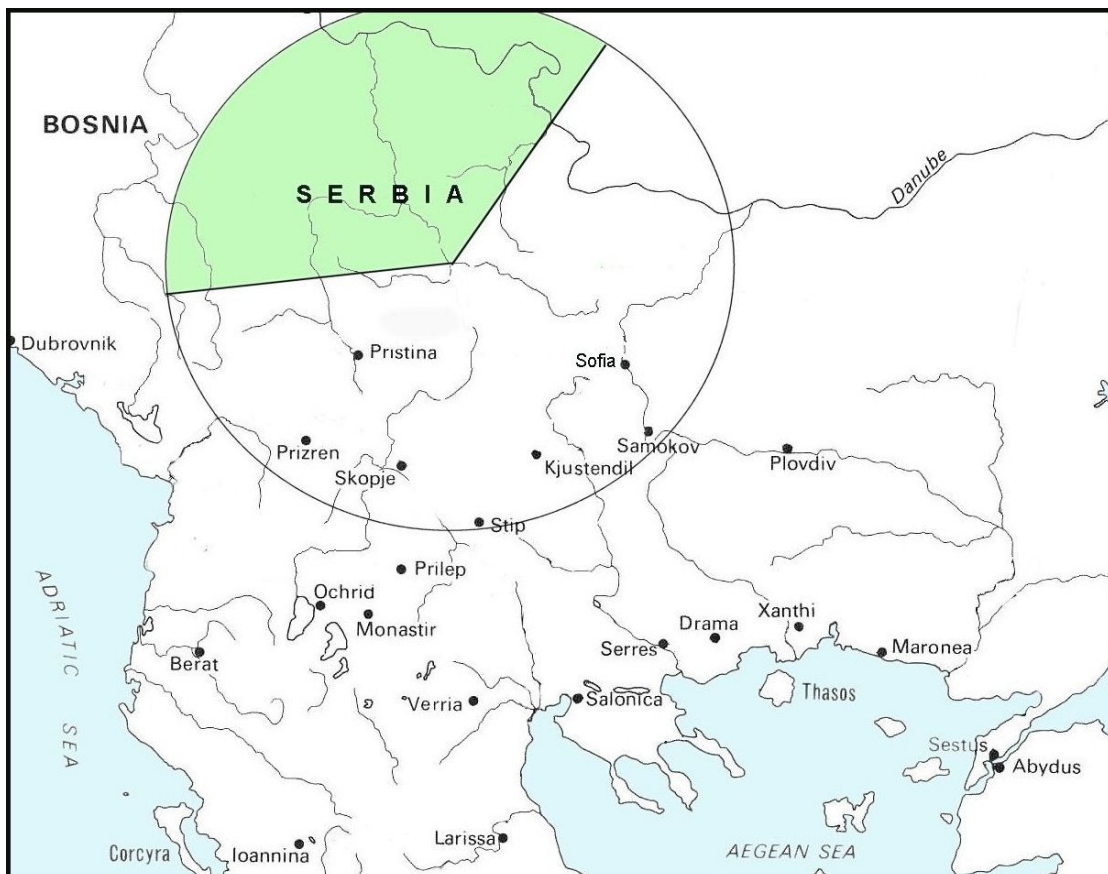 BOSNIA
SERBIA
Danube
Dubrovnik
Pristina
Sofia
Prizren
Skopje
Samokov
Kjustendil
Plovdiv
Stip
Prilep
Ochrid
Monastir
Berat
Xanthi
Drama
Serres
Maronea
ADRIATIC SEA
Verria
Salonica
Thasos
Sestus
Abydus
Corcyra
Ioannina
Larissa
AEGEAN SEA